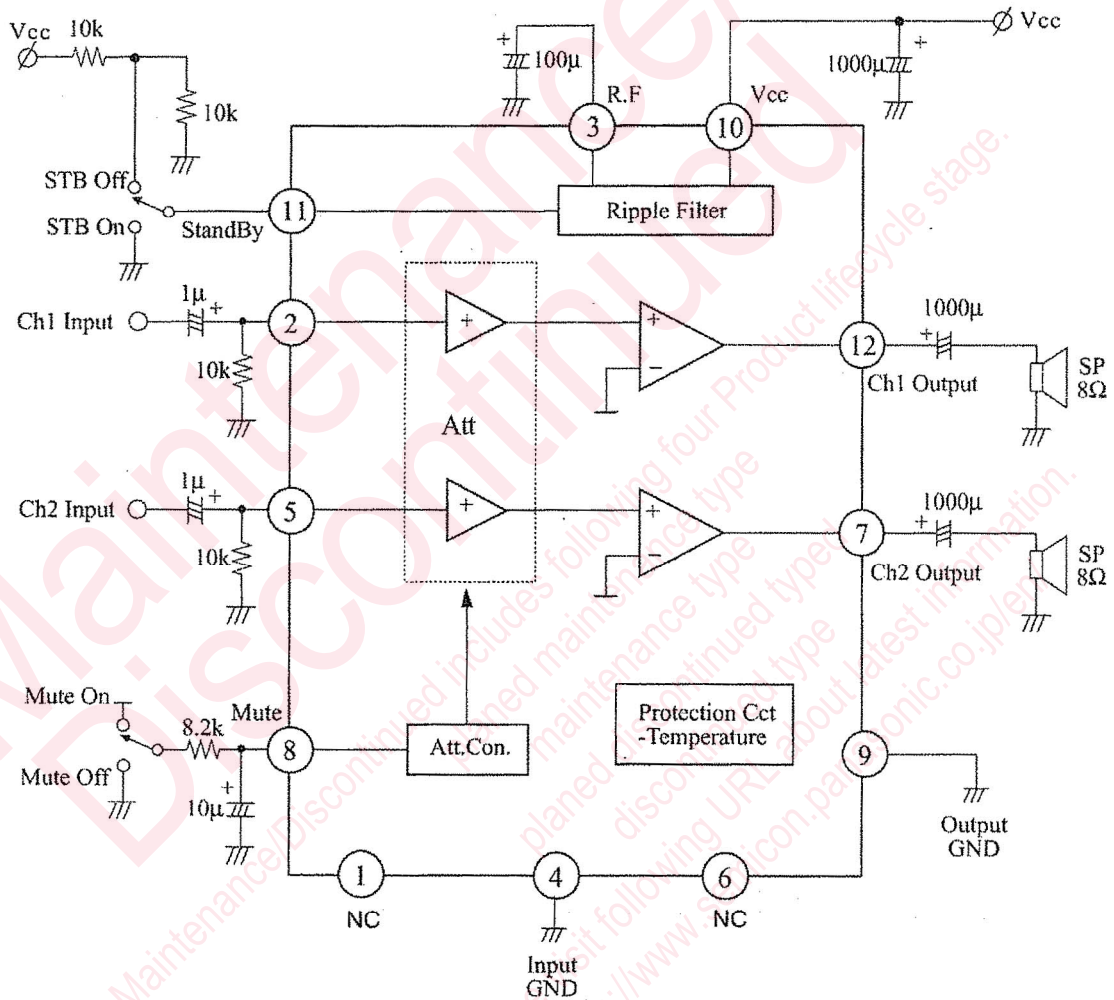 Vcc
10k
10k
STB Off
STB On
StandBy
11
100µ
+
R.F
3
Vcc
10
1000µ
+
Vcc
Ripple Filter
Ch1 Input
1µ
+
10k
2
+
+
−
12
Ch1 Output
+
1000µ
SP
8Ω
Att
Ch2 Input
1µ
+
10k
5
+
+
−
7
Ch2 Output
+
1000µ
SP
8Ω
Mute On
Mute Off
8.2k
Mute
8
+
10µ
Att.Con.
Protection Cct
-Temperature
9
Output
GND
1
NC
4
Input
GND
6
NC
Maintenance/
Discontinued
Maintenance/Discontinued includes following four Product lifecycle stage.
planed maintenance type
maintenance type
planed discontinued typed
discontinued type
visit following URL about latest information.
://www.semicon.panasonic.co.jp/en